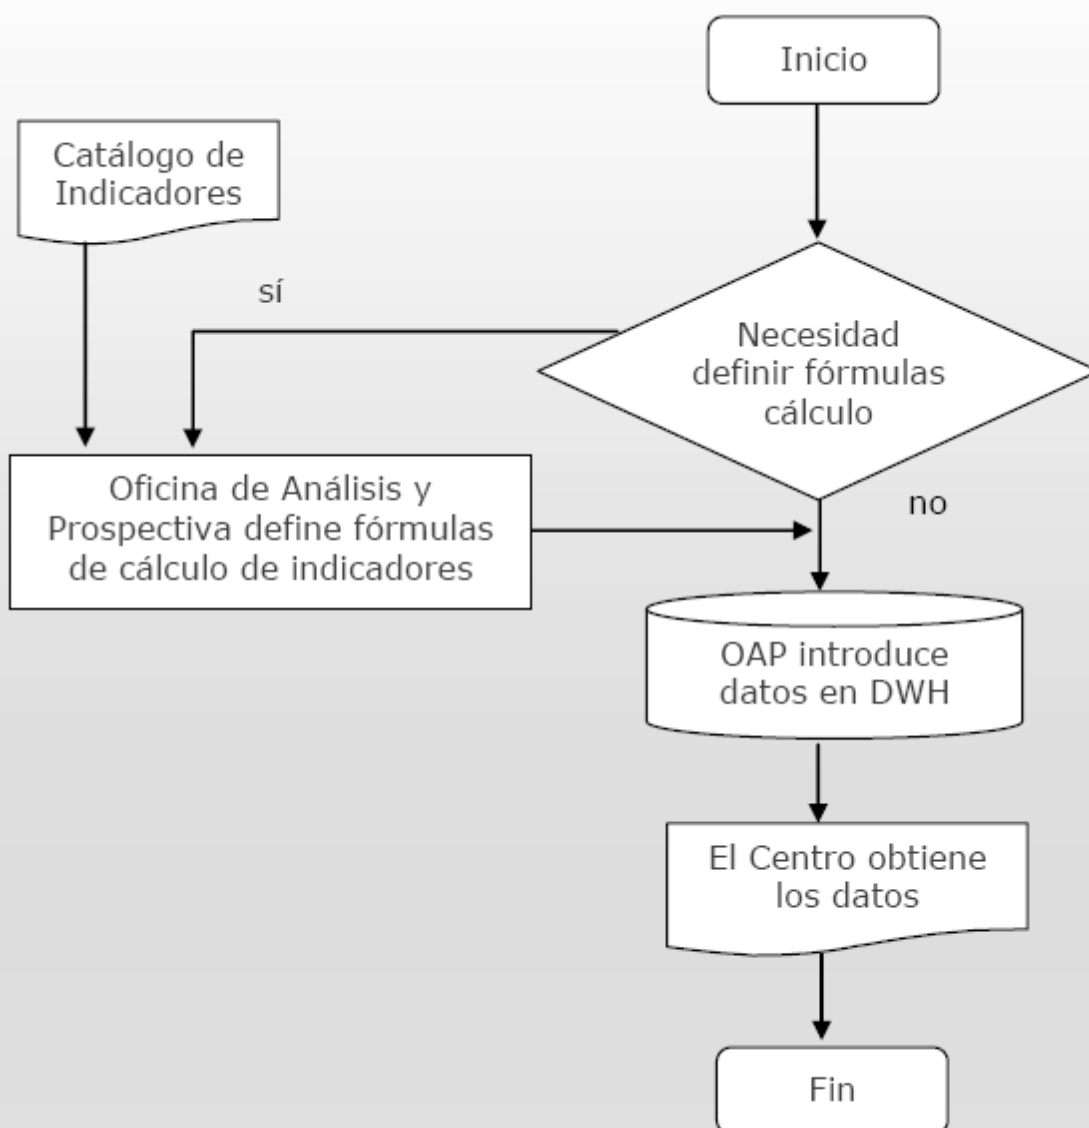 Inicio
Catálogo de
Indicadores
sí
Necesidad
definir fórmulas
cálculo
Oficina de Análisis y
Prospectiva define fórmulas
de cálculo de indicadores
no
OAP introduce
datos en DWH
El Centro obtiene
los datos
Fin